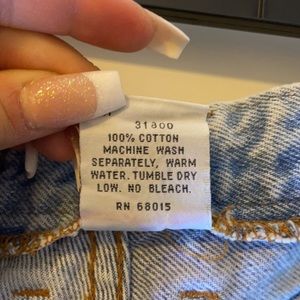 31800
100% COTTON
MACHINE WASH
SEPARATELY, WARM
WATER. TUMBLE DRY
LOW. NO BLEACH.
RN 68015